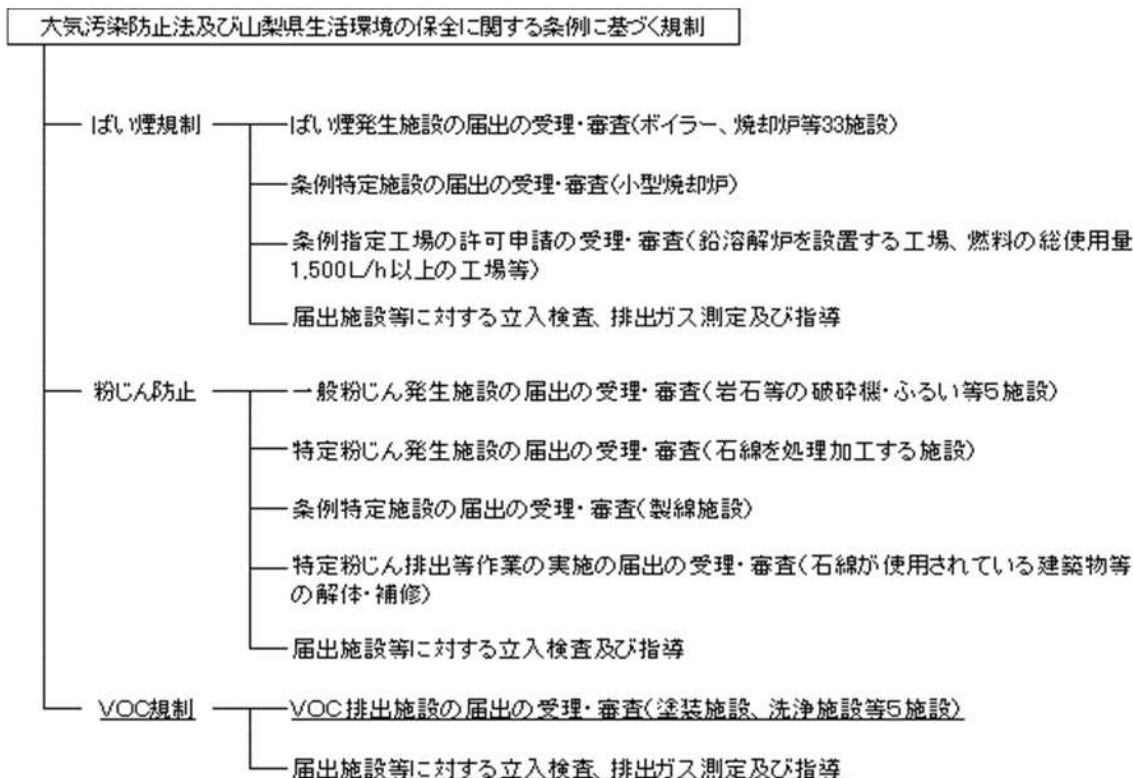 大気汚染防止法及び山梨県生活環境の保全に関する条例に基づく規制
ばい煙規制
ばい煙発生施設の届出の受理・審査(ボイラー、焼却炉等33施設)
条例特定施設の届出の受理・審査(小型焼却炉)
条例指定工場の許可申請の受理・審査(鉛溶解炉を設置する工場、燃料の総使用量
1,500L/h以上の工場等)
届出施設等に対する立入検査、排出ガス測定及び指導
粉じん防止
一般粉じん発生施設の届出の受理・審査(岩石等の破砕機・ふるい等5施設)
特定粉じん発生施設の届出の受理・審査(石綿を処理加工する施設)
条例特定施設の届出の受理・審査(製綿施設)
特定粉じん排出等作業の実施の届出の受理・審査(石綿が使用されている建築物等
の解体・補修)
届出施設等に対する立入検査及び指導
VOC規制
VOC排出施設の届出の受理・審査(塗装施設、洗浄施設等5施設)
届出施設等に対する立入検査、排出ガス測定及び指導